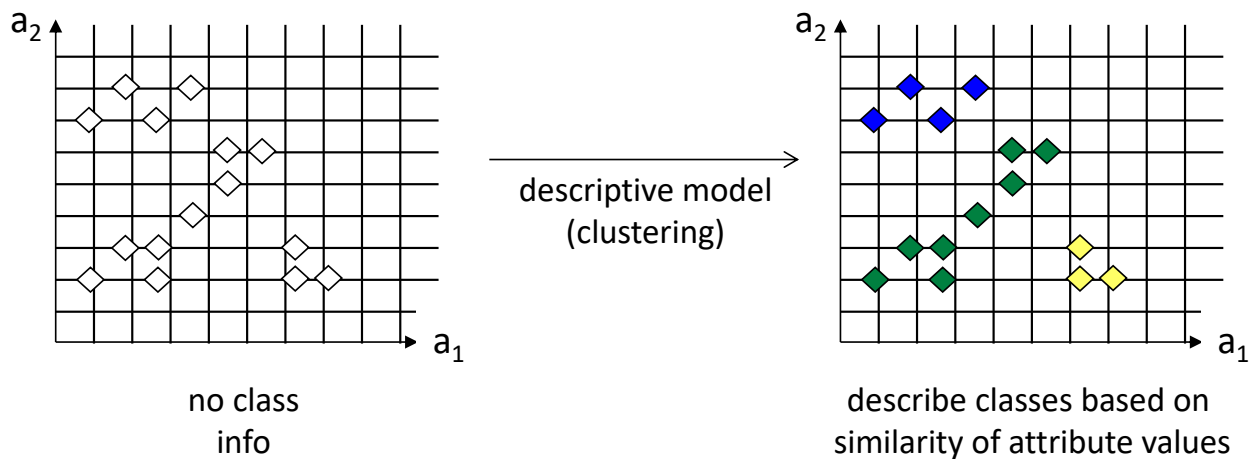 a₂
a₁
no class
info
descriptive model
(clustering)
a₂
a₁
describe classes based on
similarity of attribute values